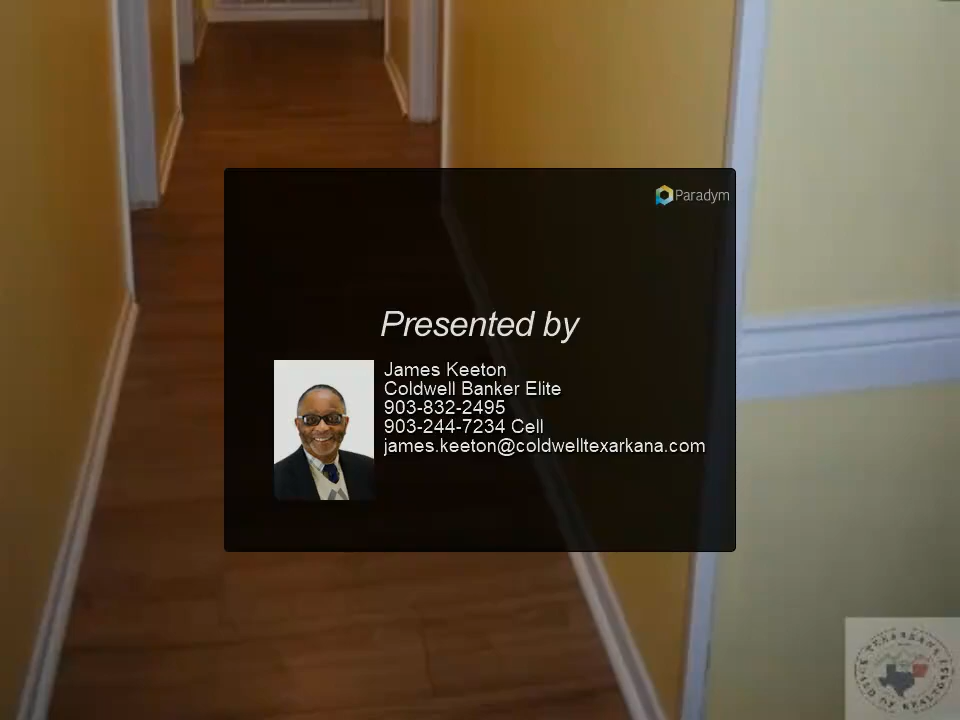 Paradym
Presented by
James Keeton
Coldwell Banker Elite
903-832-2495
903-244-7234 Cell
james.keeton@coldwelltexarkana.com